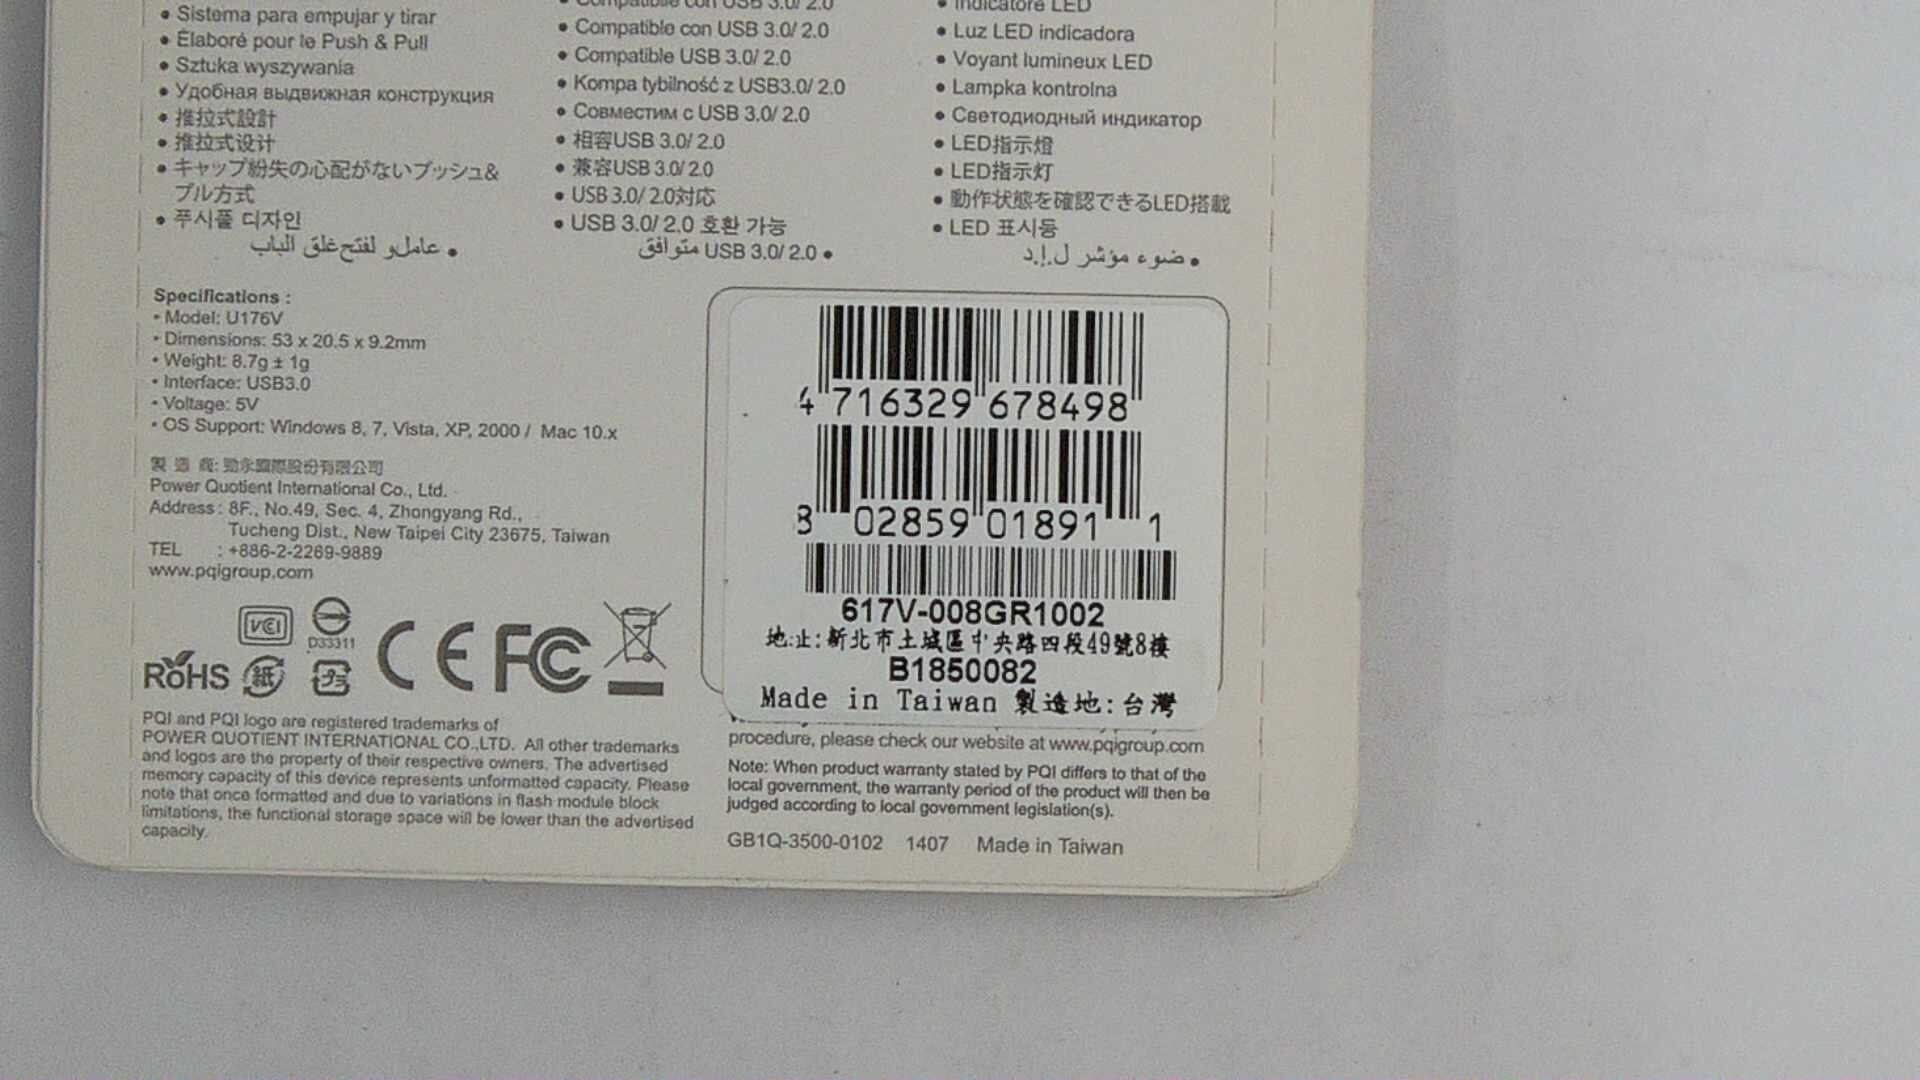 • Sistema para empujar y tirar
• Élaboré pour le Push & Pull
• Sztuka wyszywania
• Удобная выдвижная конструкция
• 推拉式設計
• 推拉式设计
• キャップ紛失の心配がないプッシュ&
プル方式
• 푸시풀 디자인
• عامل و لفتح غلق الباب
• Compatible con USB 3.0/ 2.0
• Compatible USB 3.0/ 2.0
• Kompa tybilność z USB3.0/ 2.0
• Совместим с USB 3.0/ 2.0
• 相容USB 3.0/ 2.0
• 兼容USB 3.0/ 2.0
• USB 3.0/ 2.0対応
• USB 3.0/ 2.0 호환 가능
• USB 3.0/ 2.0 متوافق
• Indicatore LED
• Luz LED indicadora
• Voyant lumineux LED
• Lampka kontrolna
• Светодиодный индикатор
• LED指示燈
• LED指示灯
• 動作状態を確認できるLED搭載
• LED 표시등
• ضوء مؤشر ل.إ.د
Specifications :
• Model: U176V
• Dimensions: 53 x 20.5 x 9.2mm
• Weight: 8.7g ± 1g
• Interface: USB3.0
• Voltage: 5V
• OS Support: Windows 8, 7, Vista, XP, 2000 / Mac 10.x
製 造 商: 勁永國際股份有限公司
Power Quotient International Co., Ltd.
Address : 8F., No.49, Sec. 4, Zhongyang Rd.,
Tucheng Dist., New Taipei City 23675, Taiwan
TEL : +886-2-2269-9889
www.pqigroup.com
VCI
D33311
RoHS
紙
プラ
CE FC
PQI and PQI logo are registered trademarks of
POWER QUOTIENT INTERNATIONAL CO.,LTD. All other trademarks
and logos are the property of their respective owners. The advertised
memory capacity of this device represents unformatted capacity. Please
note that once formatted and due to variations in flash module block
limitations, the functional storage space will be lower than the advertised
capacity.
4 716329 678498
8 02859 01891 1
617V-008GR1002
地址:新北市土城區中央路四段49號8樓
B1850082
Made in Taiwan 製造地:台灣
procedure, please check our website at www.pqigroup.com
Note: When product warranty stated by PQI differs to that of the
local government, the warranty period of the product will then be
judged according to local government legislation(s).
GB1Q-3500-0102 1407 Made in Taiwan